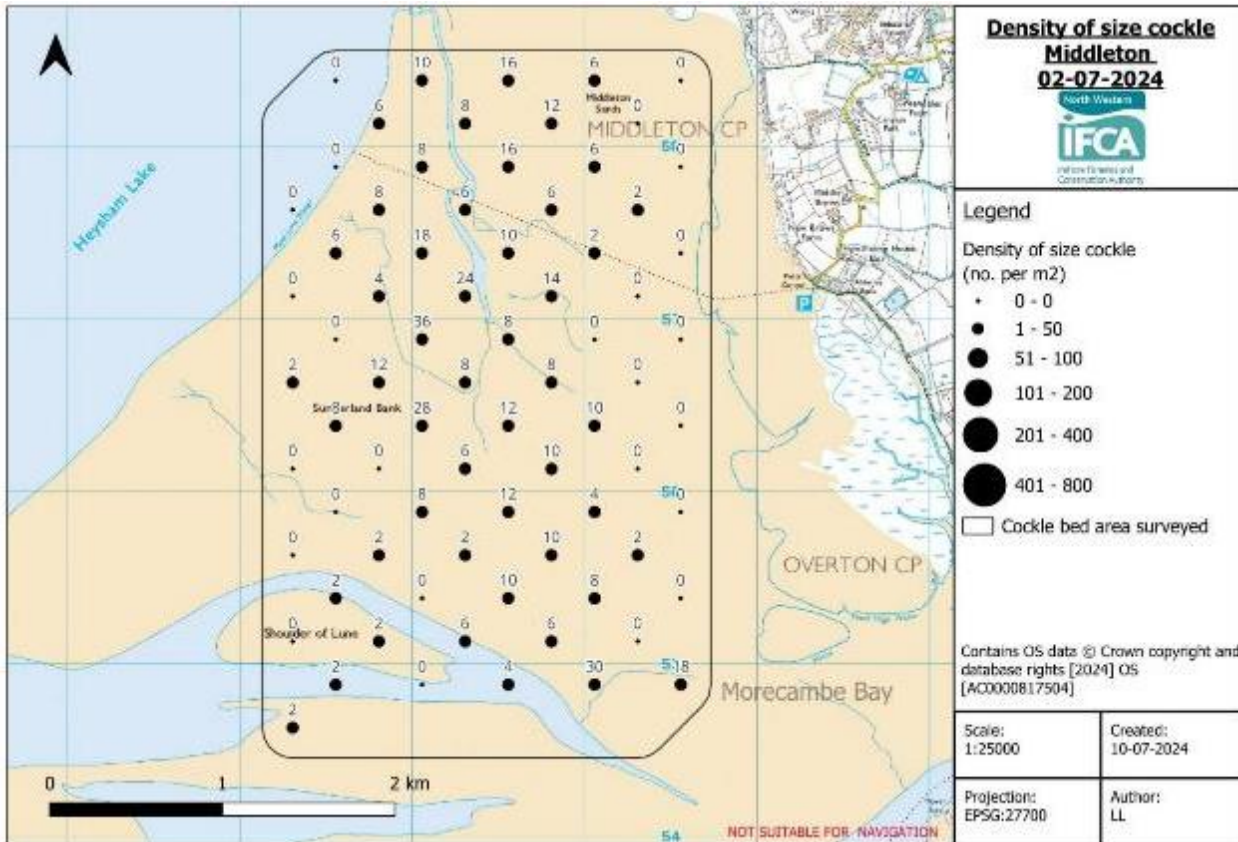 0 10 16 6 0
6 8 12 0
Middleton
Sands
MIDDLETON CP
0 8 16 6 0
Heysham Lake
0 8 6 6 2
6 18 10 2 0
0 4 24 14 0
0 36 8 0 0
2 12 8 8 0
Sunderland Bank
8 28 12 10 0
0 0 6 10
0 8 12 4 0
0 2 2 10 2
OVERTON CP
2 0 10 8 0
Shoulder of Lune
0 2 6 6 0
2 0 4 30 18
Morecambe Bay
2
0 1 2 km
54
NOT SUITABLE FOR NAVIGATION
P
Density of size cockle
Middleton
02-07-2024
North Western
IFCA
Inshore Fisheries and
Conservation Authority
Legend
Density of size cockle
(no. per m2)
0 - 0
1 - 50
51 - 100
101 - 200
201 - 400
401 - 800
Cockle bed area surveyed
Contains OS data © Crown copyright and
database rights [2024] OS
[AC0000817504]
Scale:
1:25000
Created:
10-07-2024
Projection:
EPSG:27700
Author:
LL